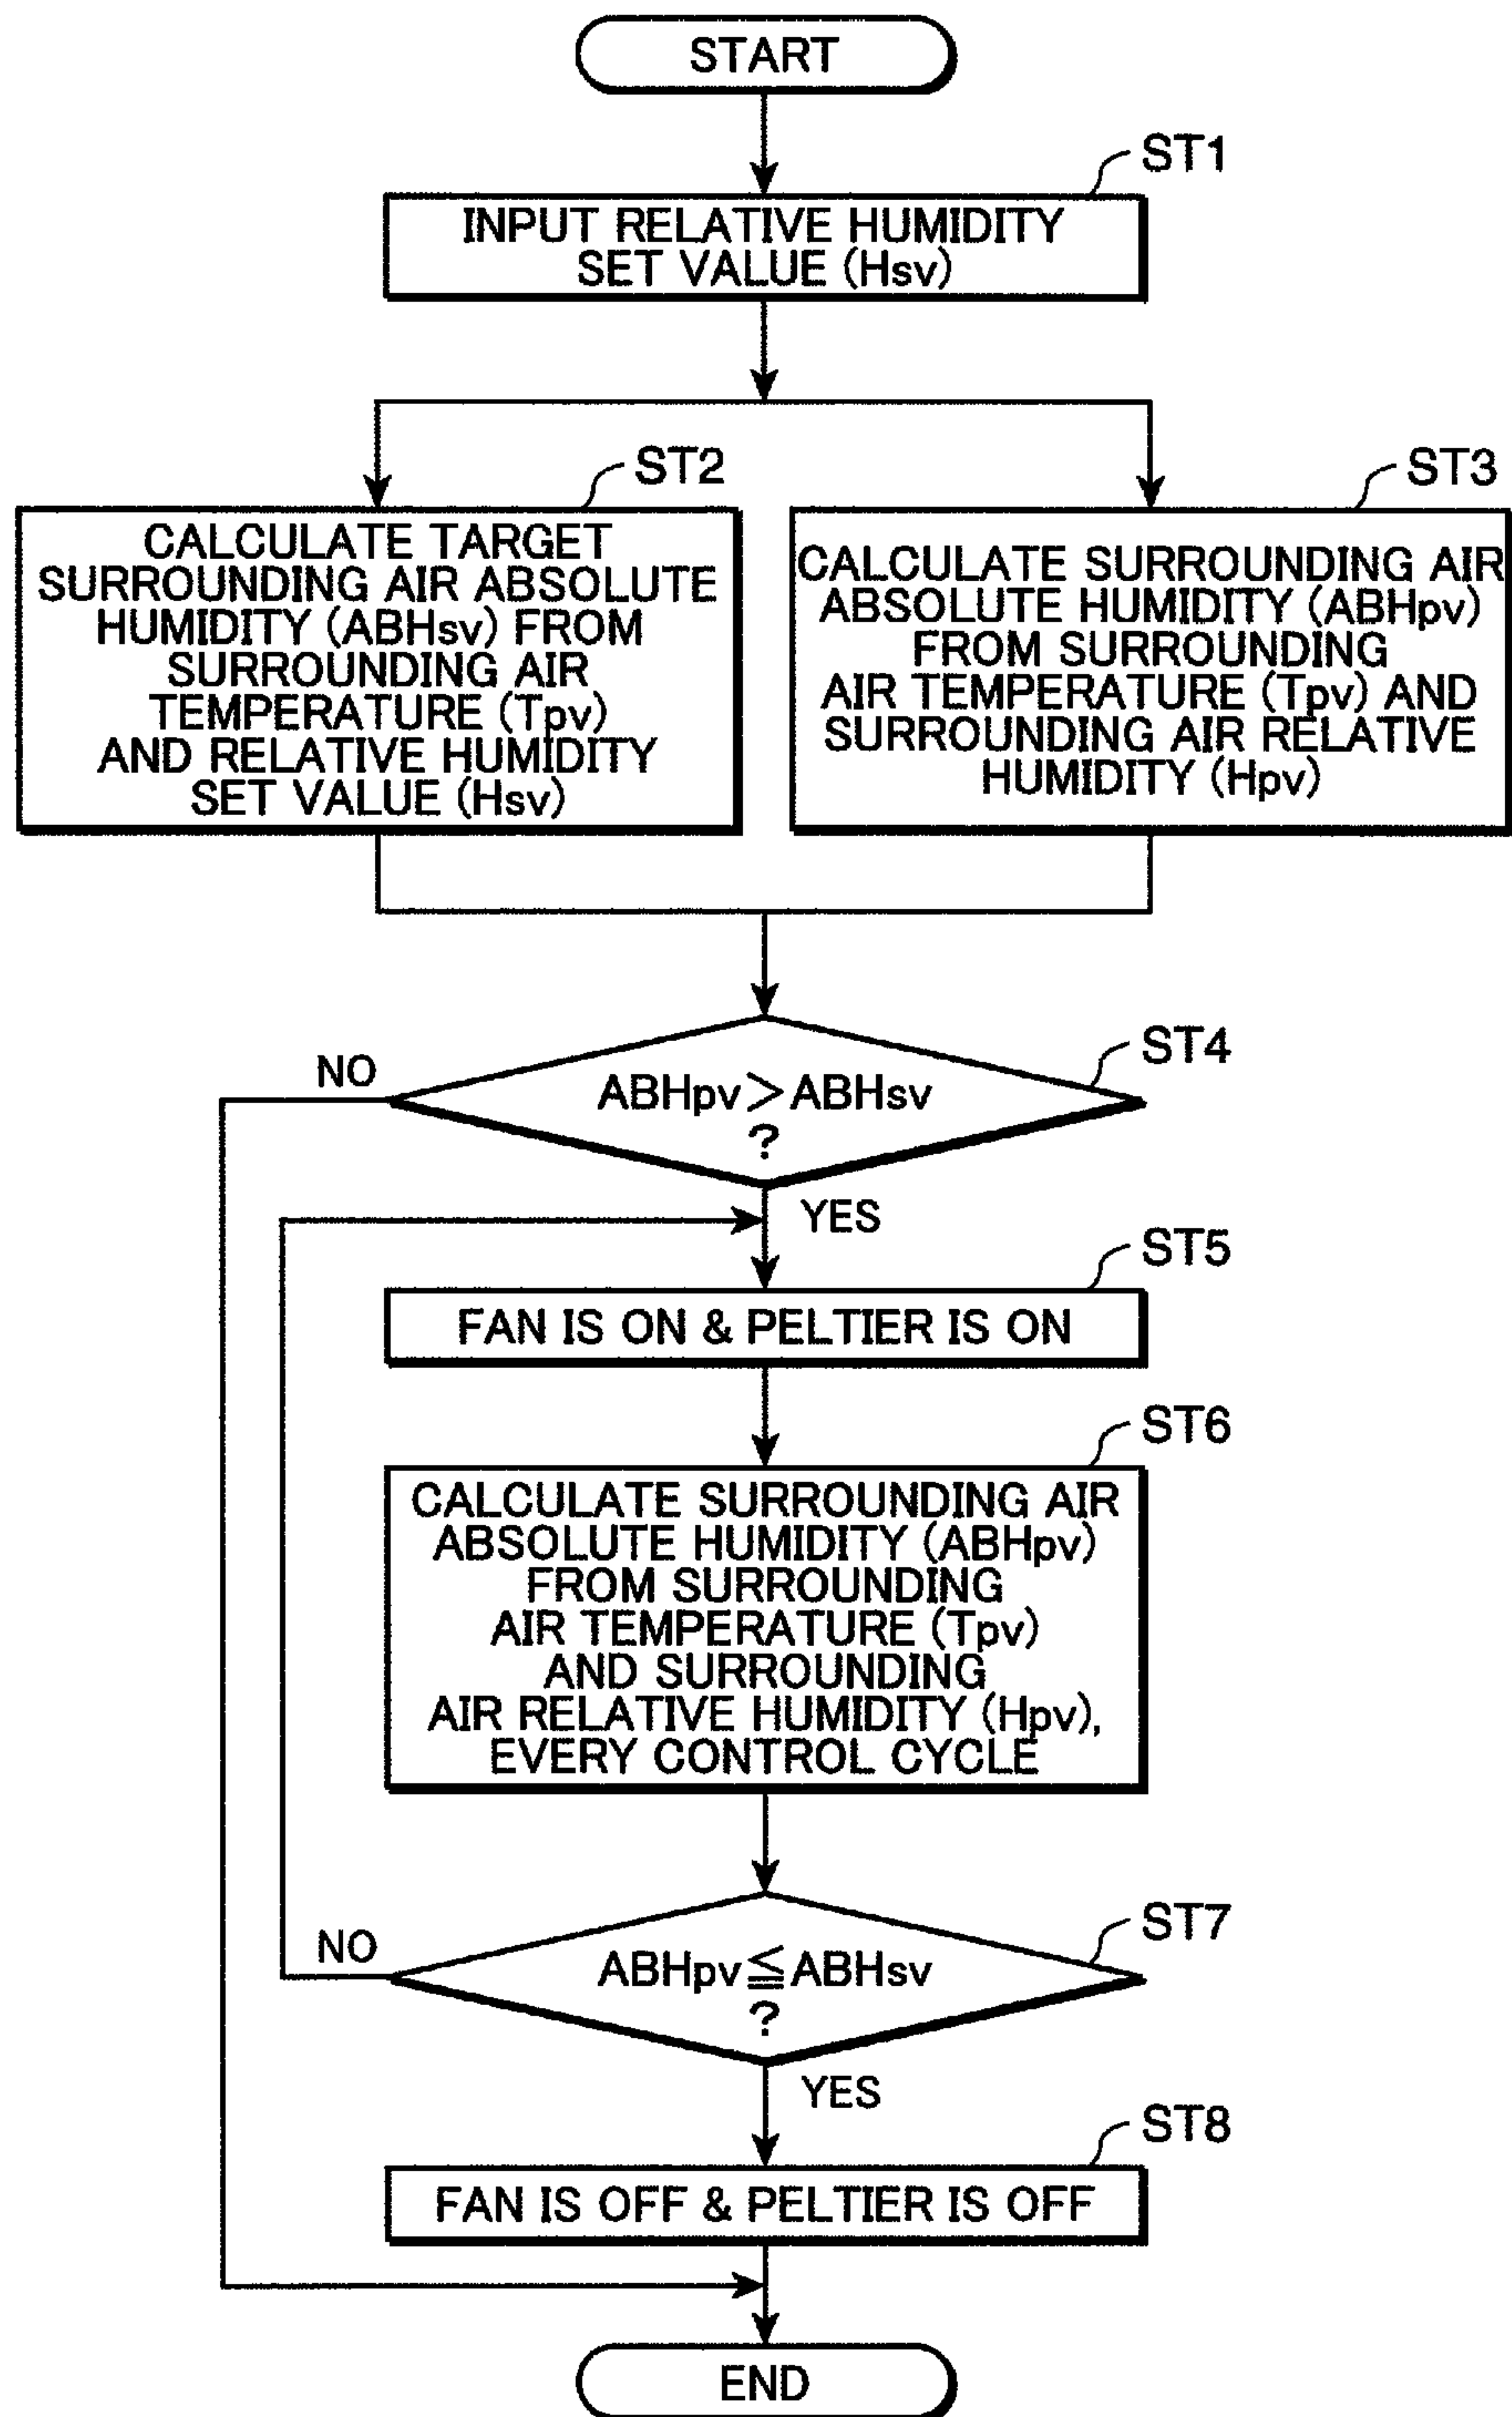 START
ST1
INPUT RELATIVE HUMIDITY
SET VALUE (Hsv)
ST2
CALCULATE TARGET
SURROUNDING AIR ABSOLUTE
HUMIDITY (ABHsv) FROM
SURROUNDING AIR
TEMPERATURE (Tpv)
AND RELATIVE HUMIDITY
SET VALUE (Hsv)
ST3
CALCULATE SURROUNDING AIR
ABSOLUTE HUMIDITY (ABHpv)
FROM SURROUNDING
AIR TEMPERATURE (Tpv) AND
SURROUNDING AIR RELATIVE
HUMIDITY (Hpv)
ST4
NO
ABHpv＞ABHsv
?
YES
ST5
FAN IS ON & PELTIER IS ON
ST6
CALCULATE SURROUNDING AIR
ABSOLUTE HUMIDITY (ABHpv)
FROM SURROUNDING
AIR TEMPERATURE (Tpv)
AND SURROUNDING
AIR RELATIVE HUMIDITY (Hpv),
EVERY CONTROL CYCLE
ST7
NO
ABHpv≦ABHsv
?
YES
ST8
FAN IS OFF & PELTIER IS OFF
END